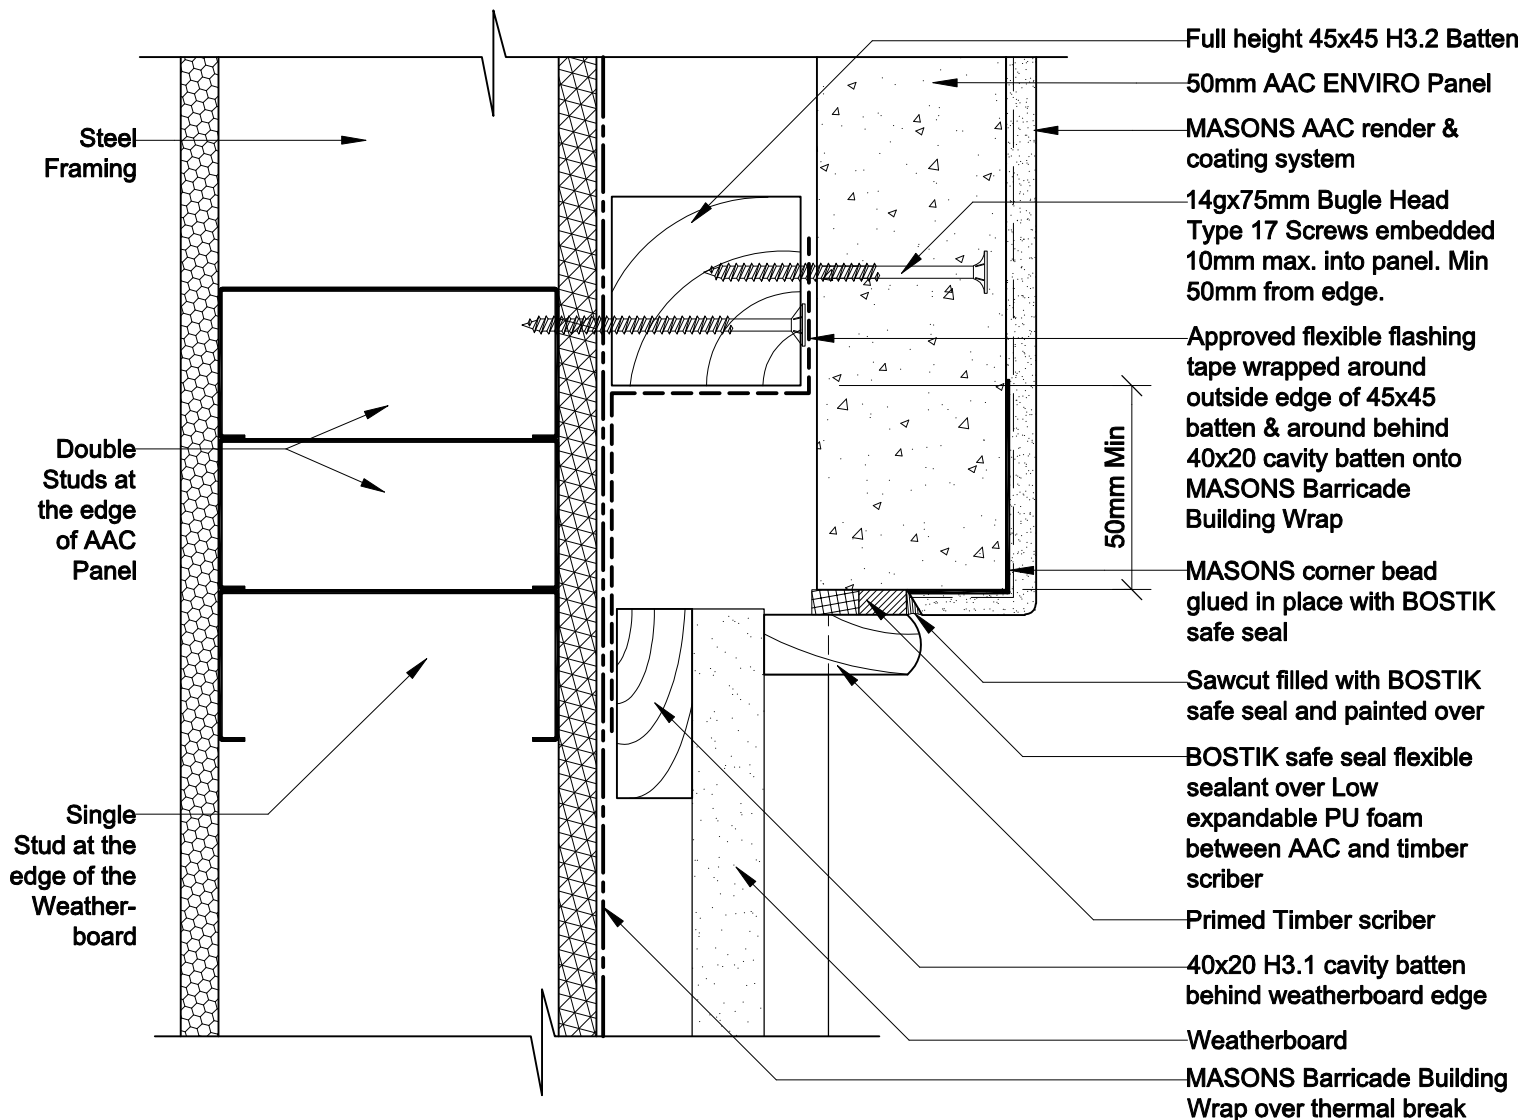 Steel
Framing
Double
Studs at
the edge
of AAC
Panel
Single
Stud at the
edge of the
Weather-
board
50mm Min
Full height 45x45 H3.2 Batten
50mm AAC ENVIRO Panel
MASONS AAC render &
coating system
14gx75mm Bugle Head
Type 17 Screws embedded
10mm max. into panel. Min
50mm from edge.
Approved flexible flashing
tape wrapped around
outside edge of 45x45
batten & around behind
40x20 cavity batten onto
MASONS Barricade
Building Wrap
MASONS corner bead
glued in place with BOSTIK
safe seal
Sawcut filled with BOSTIK
safe seal and painted over
BOSTIK safe seal flexible
sealant over Low
expandable PU foam
between AAC and timber
scriber
Primed Timber scriber
40x20 H3.1 cavity batten
behind weatherboard edge
Weatherboard
MASONS Barricade Building
Wrap over thermal break